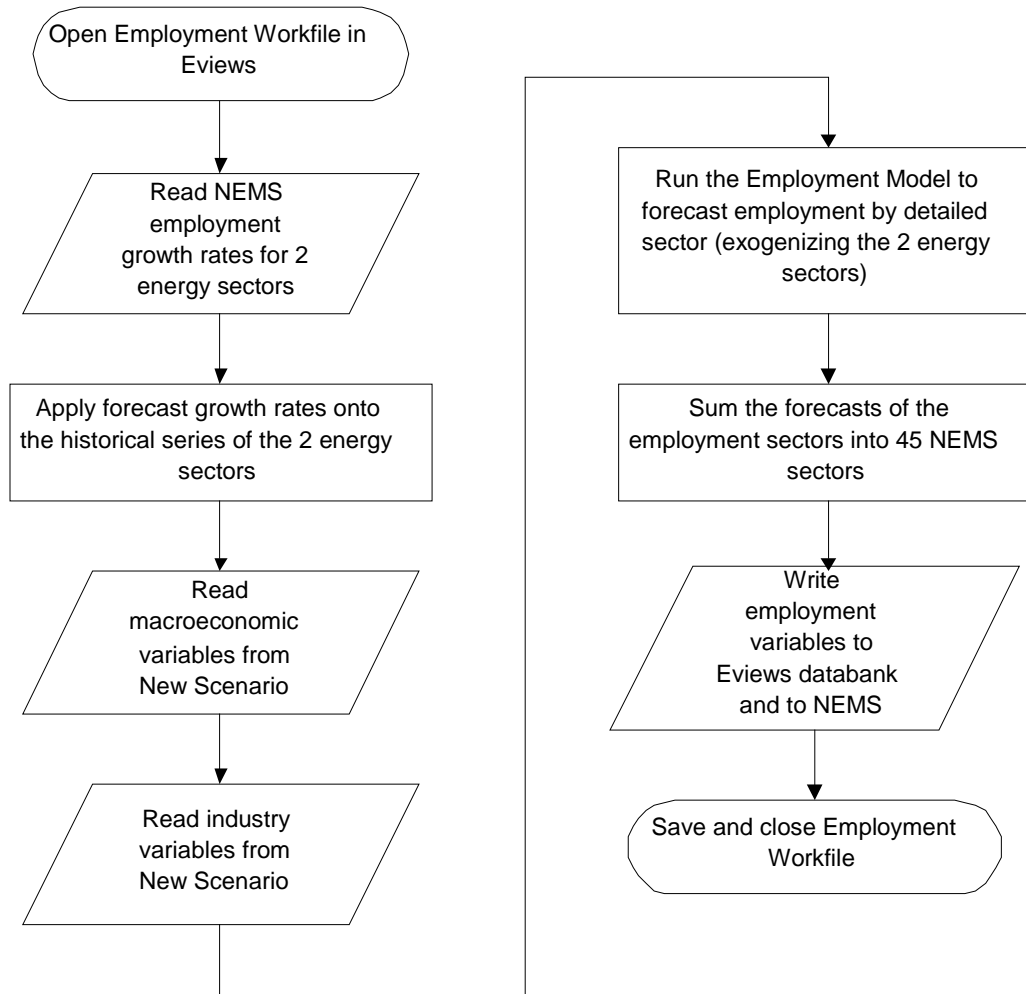 Open Employment Workfile in
Eviews
Read NEMS
employment
growth rates for 2
energy sectors
Apply forecast growth rates onto
the historical series of the 2 energy
sectors
Read
macroeconomic
variables from
New Scenario
Read industry
variables from
New Scenario
Run the Employment Model to
forecast employment by detailed
sector (exogenizing the 2 energy
sectors)
Sum the forecasts of the
employment sectors into 45 NEMS
sectors
Write
employment
variables to
Eviews databank
and to NEMS
Save and close Employment
Workfile